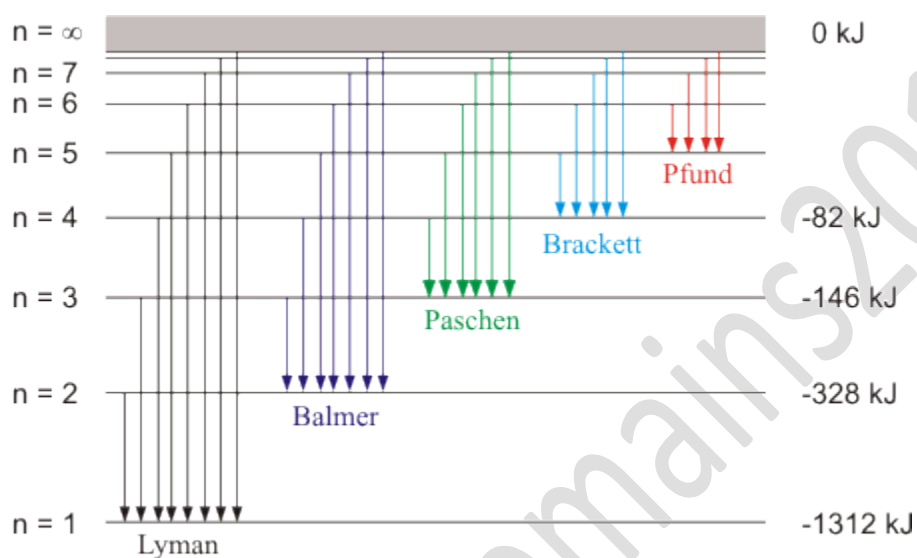 n = ∞ 0 kJ
n = 7
n = 6
n = 5
Pfund
n = 4 -82 kJ
Brackett
n = 3 -146 kJ
Paschen
n = 2 -328 kJ
Balmer
n = 1 -1312 kJ
Lyman
omains20